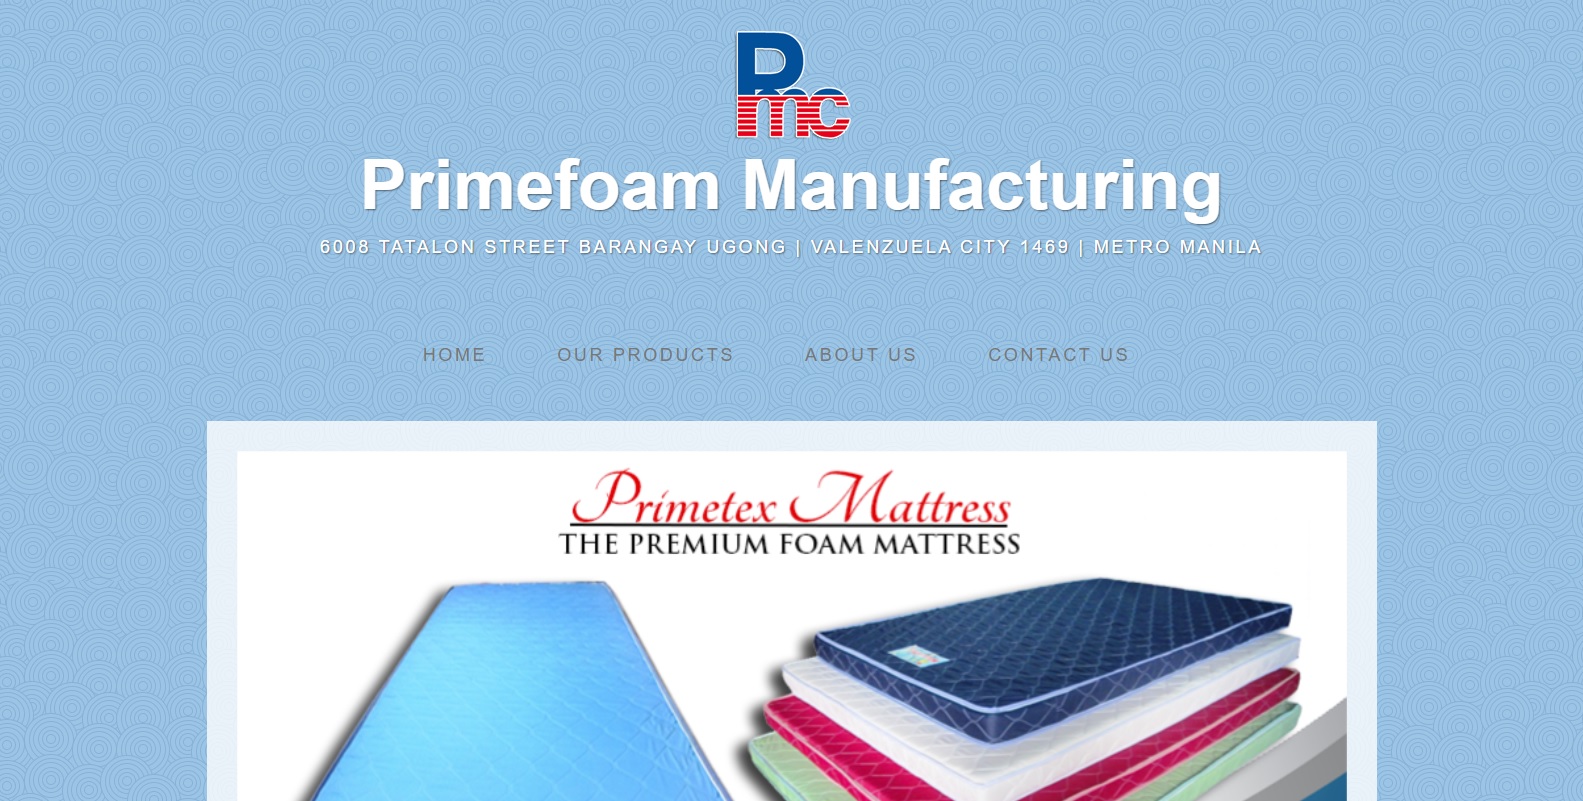 Pmc
Primefoam Manufacturing
6008 TATALON STREET BARANGAY UGONG | VALENZUELA CITY 1469 | METRO MANILA
HOME OUR PRODUCTS ABOUT US CONTACT US
Primetex Mattress
THE PREMIUM FOAM MATTRESS